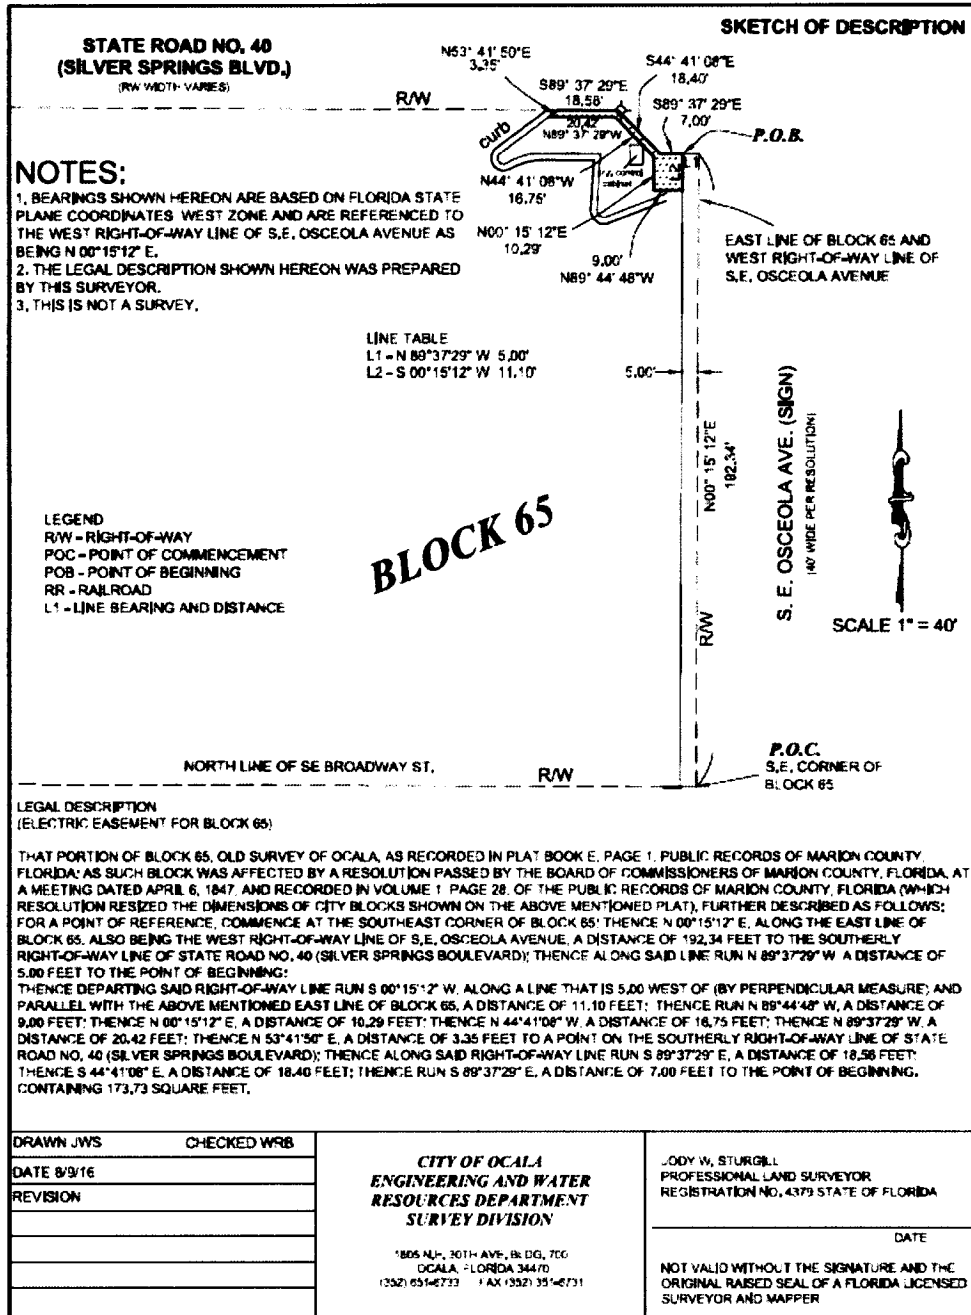 SKETCH OF DESCRIPTION
STATE ROAD NO. 40
(SILVER SPRINGS BLVD.)
(RW WIDTH VARIES)
R/W
N53° 41' 50"E
3.35'
S89° 37' 29"E
18.58'
S44° 41' 08"E
18.40'
S89° 37' 29"E
7.00'
P.O.B.
20.42'
N89° 37' 29"W
curb
control
cabinet
N44° 41' 08"W
16.75'
N00° 15' 12"E
10.29'
9.00'
N89° 44' 48"W
EAST LINE OF BLOCK 65 AND
WEST RIGHT-OF-WAY LINE OF
S.E. OSCEOLA AVENUE
NOTES:
1. BEARINGS SHOWN HEREON ARE BASED ON FLORIDA STATE
PLANE COORDINATES WEST ZONE AND ARE REFERENCED TO
THE WEST RIGHT-OF-WAY LINE OF S.E. OSCEOLA AVENUE AS
BEING N 00°15'12" E.
2. THE LEGAL DESCRIPTION SHOWN HEREON WAS PREPARED
BY THIS SURVEYOR.
3. THIS IS NOT A SURVEY.
LINE TABLE
L1 - N 89°37'29" W 5.00'
L2 - S 00°15'12" W 11.10'
5.00'
N00° 15' 12"E
192.34'
S. E. OSCEOLA AVE. (SIGN)
(40' WIDE PER RESOLUTION)
R/W
SCALE 1" = 40'
LEGEND
R/W - RIGHT-OF-WAY
POC - POINT OF COMMENCEMENT
POB - POINT OF BEGINNING
RR - RAILROAD
L1 - LINE BEARING AND DISTANCE
BLOCK 65
NORTH LINE OF SE BROADWAY ST.
R/W
P.O.C.
S.E. CORNER OF
BLOCK 65
LEGAL DESCRIPTION
(ELECTRIC EASEMENT FOR BLOCK 65)
THAT PORTION OF BLOCK 65, OLD SURVEY OF OCALA, AS RECORDED IN PLAT BOOK E, PAGE 1, PUBLIC RECORDS OF MARION COUNTY,
FLORIDA; AS SUCH BLOCK WAS AFFECTED BY A RESOLUTION PASSED BY THE BOARD OF COMMISSIONERS OF MARION COUNTY, FLORIDA, AT
A MEETING DATED APRIL 6, 1847, AND RECORDED IN VOLUME 1 PAGE 28, OF THE PUBLIC RECORDS OF MARION COUNTY, FLORIDA (WHICH
RESOLUTION RESIZED THE DIMENSIONS OF CITY BLOCKS SHOWN ON THE ABOVE MENTIONED PLAT), FURTHER DESCRIBED AS FOLLOWS:
FOR A POINT OF REFERENCE, COMMENCE AT THE SOUTHEAST CORNER OF BLOCK 65; THENCE N 00°15'12" E, ALONG THE EAST LINE OF
BLOCK 65, ALSO BEING THE WEST RIGHT-OF-WAY LINE OF S.E. OSCEOLA AVENUE, A DISTANCE OF 192.34 FEET TO THE SOUTHERLY
RIGHT-OF-WAY LINE OF STATE ROAD NO. 40 (SILVER SPRINGS BOULEVARD); THENCE ALONG SAID LINE RUN N 89°37'29" W A DISTANCE OF
5.00 FEET TO THE POINT OF BEGINNING:
THENCE DEPARTING SAID RIGHT-OF-WAY LINE RUN S 00°15'12" W, ALONG A LINE THAT IS 5.00 WEST OF (BY PERPENDICULAR MEASURE) AND
PARALLEL WITH THE ABOVE MENTIONED EAST LINE OF BLOCK 65, A DISTANCE OF 11.10 FEET; THENCE RUN N 89°44'48" W, A DISTANCE OF
9.00 FEET; THENCE N 00°15'12" E, A DISTANCE OF 10.29 FEET; THENCE N 44°41'08" W, A DISTANCE OF 16.75 FEET; THENCE N 89°37'29" W, A
DISTANCE OF 20.42 FEET; THENCE N 53°41'50" E, A DISTANCE OF 3.35 FEET TO A POINT ON THE SOUTHERLY RIGHT-OF-WAY LINE OF STATE
ROAD NO. 40 (SILVER SPRINGS BOULEVARD); THENCE ALONG SAID RIGHT-OF-WAY LINE RUN S 89°37'29" E, A DISTANCE OF 18.58 FEET;
THENCE S 44°41'08" E, A DISTANCE OF 18.40 FEET; THENCE RUN S 89°37'29" E, A DISTANCE OF 7.00 FEET TO THE POINT OF BEGINNING.
CONTAINING 173.73 SQUARE FEET.
DRAWN JWS CHECKED WRB
DATE 8/9/16
REVISION
CITY OF OCALA
ENGINEERING AND WATER
RESOURCES DEPARTMENT
SURVEY DIVISION
1805 N.E. 30TH AVE, BLDG. 700
OCALA, FLORIDA 34470
(352) 351-6733 FAX (352) 351-6731
JODY W. STURGILL
PROFESSIONAL LAND SURVEYOR
REGISTRATION NO. 4379 STATE OF FLORIDA
DATE
NOT VALID WITHOUT THE SIGNATURE AND THE
ORIGINAL RAISED SEAL OF A FLORIDA LICENSED
SURVEYOR AND MAPPER